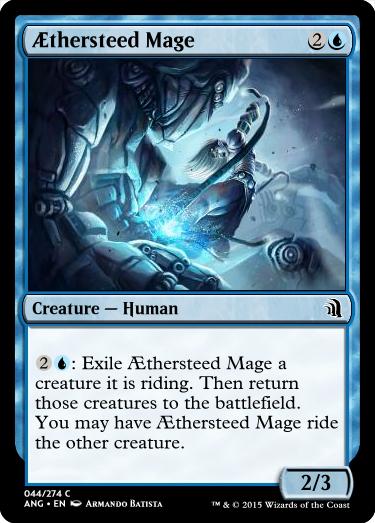 Æthersteed Mage 2
Creature — Human
2 : Exile Æthersteed Mage a
creature it is riding. Then return
those creatures to the battlefield.
You may have Æthersteed Mage ride
the other creature.
2/3
044/274 C
ANG • EN Armando Batista
™ & © 2015 Wizards of the Coast